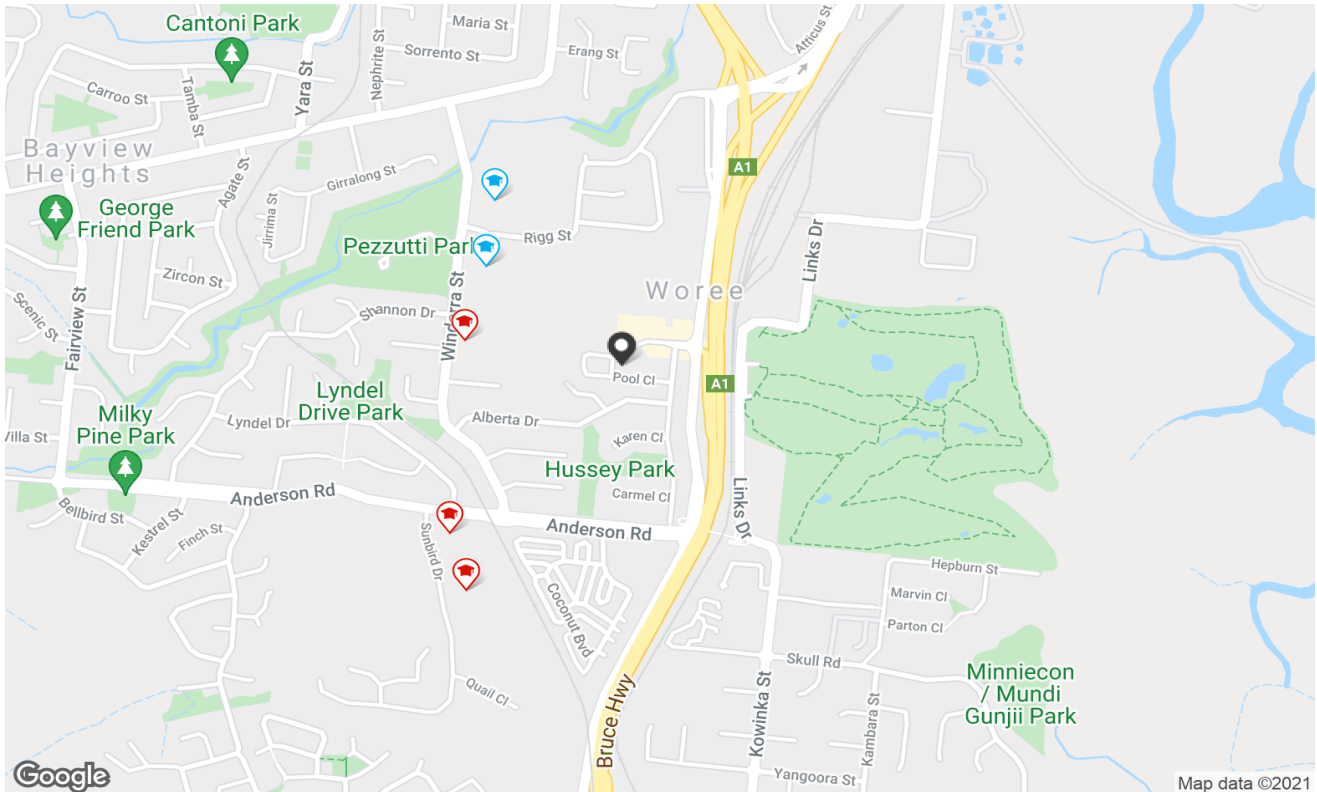 Cantoni Park
Maria St
Sorrento St
Erang St
Atticus St
Nephrite St
Yara St
Carroo St
Tamba St
A1
Bayview
Heights
Agate St
Girralong St
Jirrima St
George
Friend Park
Pezzutti Park
Rigg St
Links Dr
Zircon St
Woree
Scenic St
Fairview St
Shannon Dr
Windarra St
Pool Cl
A1
Lyndel
Drive Park
Milky
Pine Park
Villa St
Lyndel Dr
Alberta Dr
Karen Cl
Hussey Park
Carmel Cl
Anderson Rd
Anderson Rd
Links Dr
Bellbird St
Kestrel St
Finch St
Sunbird Dr
Coconut Bvd
Hepburn St
Marvin Cl
Parton Cl
Skull Rd
Quail Cl
Minniecon
/ Mundi
Gunjii Park
Bruce Hwy
Kowinka St
Kambara St
Yangoora St
Google
Map data ©2021